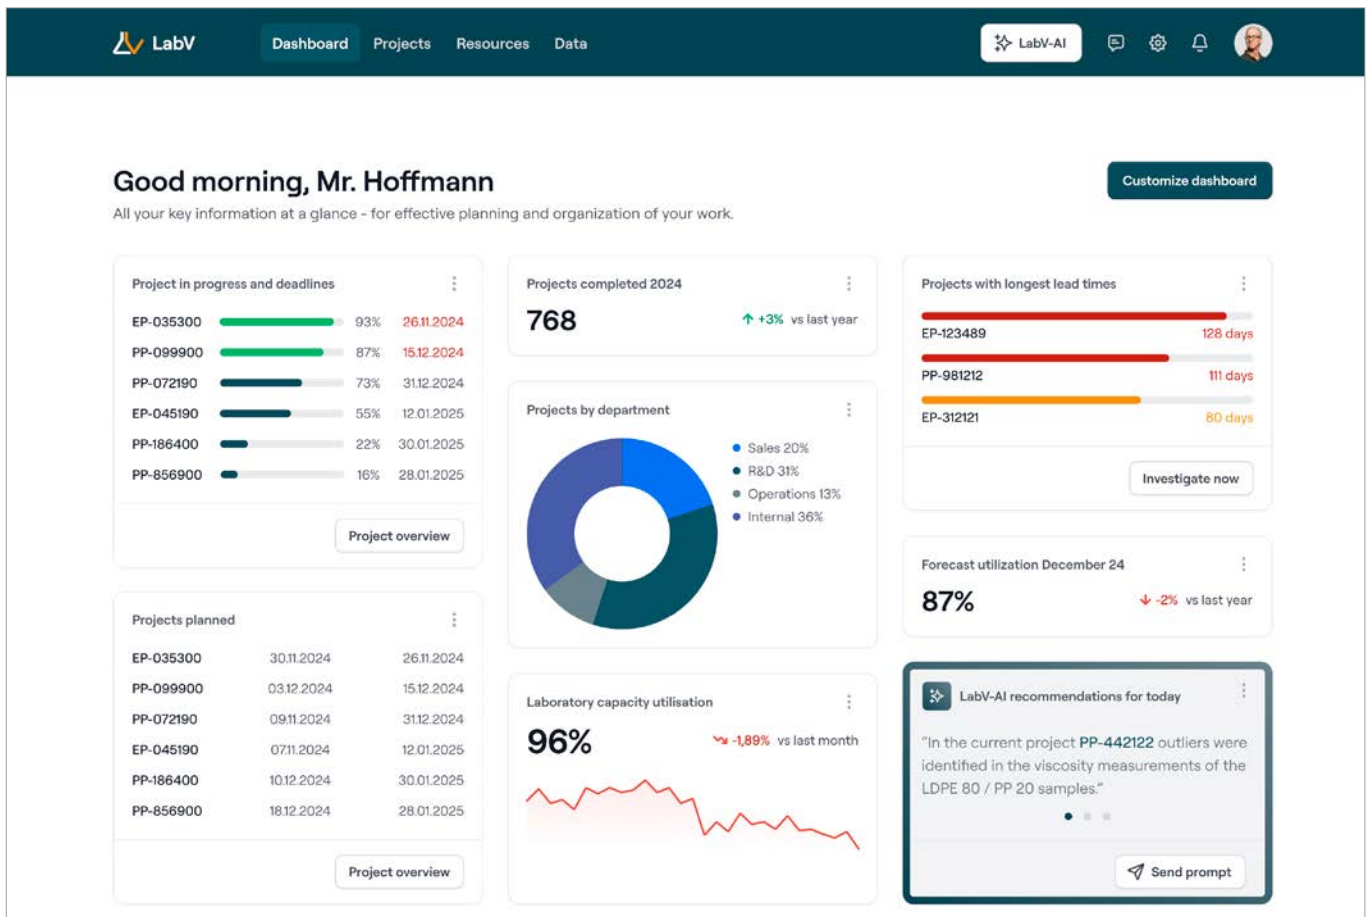 LabV
Dashboard Projects Resources Data
LabV-AI
Good morning, Mr. Hoffmann
All your key information at a glance - for effective planning and organization of your work.
Customize dashboard
Project in progress and deadlines
EP-035300 93% 26.11.2024
PP-099900 87% 15.12.2024
PP-072190 73% 31.12.2024
EP-045190 55% 12.01.2025
PP-186400 22% 30.01.2025
PP-856900 16% 28.01.2025
Project overview
Projects planned
EP-035300 30.11.2024 26.11.2024
PP-099900 03.12.2024 15.12.2024
PP-072190 09.11.2024 31.12.2024
EP-045190 07.11.2024 12.01.2025
PP-186400 10.12.2024 30.01.2025
PP-856900 18.12.2024 28.01.2025
Project overview
Projects completed 2024
768 +3% vs last year
Projects by department
Sales 20%
R&D 31%
Operations 13%
Internal 36%
Laboratory capacity utilisation
96% -1,89% vs last month
Projects with longest lead times
EP-123489 128 days
PP-981212 111 days
EP-312121 80 days
Investigate now
Forecast utilization December 24
87% -2% vs last year
LabV-AI recommendations for today
"In the current project PP-442122 outliers were
identified in the viscosity measurements of the
LDPE 80 / PP 20 samples."
Send prompt